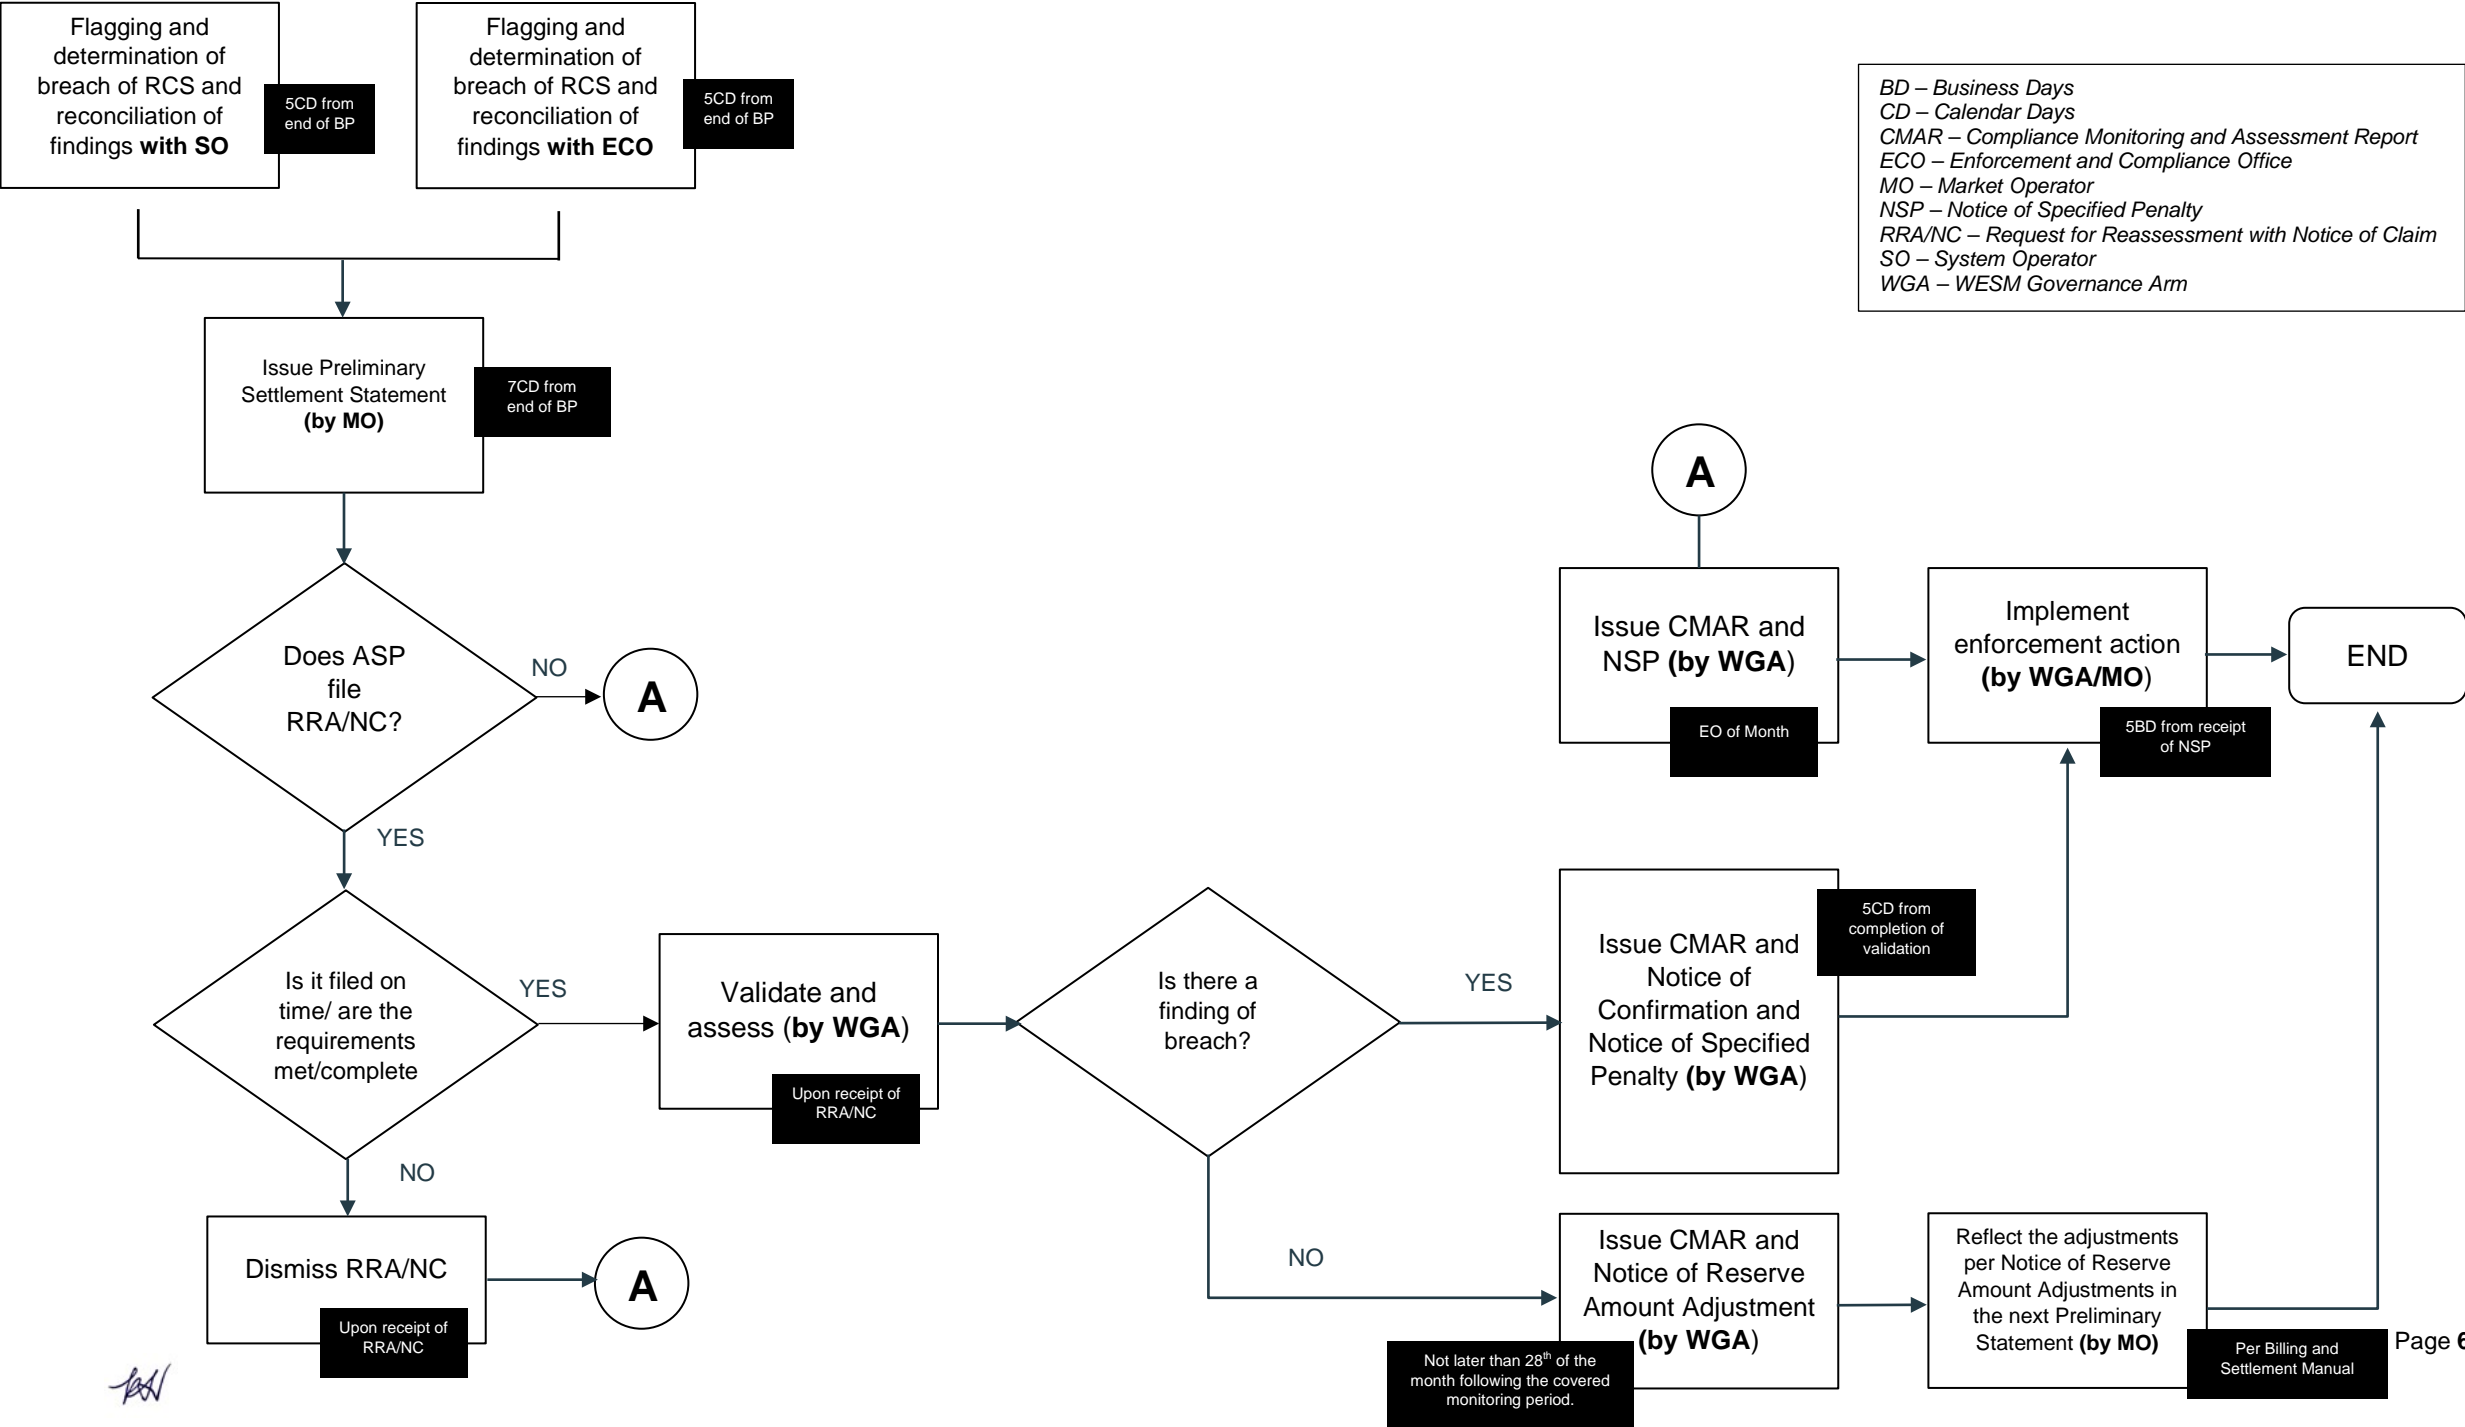 Flagging and
determination of
breach of RCS and
reconciliation of
findings with SO
5CD from
end of BP
Flagging and
determination of
breach of RCS and
reconciliation of
findings with ECO
5CD from
end of BP
BD – Business Days
CD – Calendar Days
CMAR – Compliance Monitoring and Assessment Report
ECO – Enforcement and Compliance Office
MO – Market Operator
NSP – Notice of Specified Penalty
RRA/NC – Request for Reassessment with Notice of Claim
SO – System Operator
WGA – WESM Governance Arm
Issue Preliminary
Settlement Statement
(by MO)
7CD from
end of BP
A
Issue CMAR and
NSP (by WGA)
EO of Month
Implement
enforcement action
(by WGA/MO)
5BD from receipt
of NSP
END
Does ASP
file
RRA/NC?
NO
A
YES
Is it filed on
time/ are the
requirements
met/complete
YES
Validate and
assess (by WGA)
Upon receipt of
RRA/NC
Is there a
finding of
breach?
YES
Issue CMAR and
Notice of
Confirmation and
Notice of Specified
Penalty (by WGA)
5CD from
completion of
validation
NO
Dismiss RRA/NC
Upon receipt of
RRA/NC
A
NO
Issue CMAR and
Notice of Reserve
Amount Adjustment
(by WGA)
Not later than 28th of the
month following the covered
monitoring period.
Reflect the adjustments
per Notice of Reserve
Amount Adjustments in
the next Preliminary
Statement (by MO)
Per Billing and
Settlement Manual
Page 6